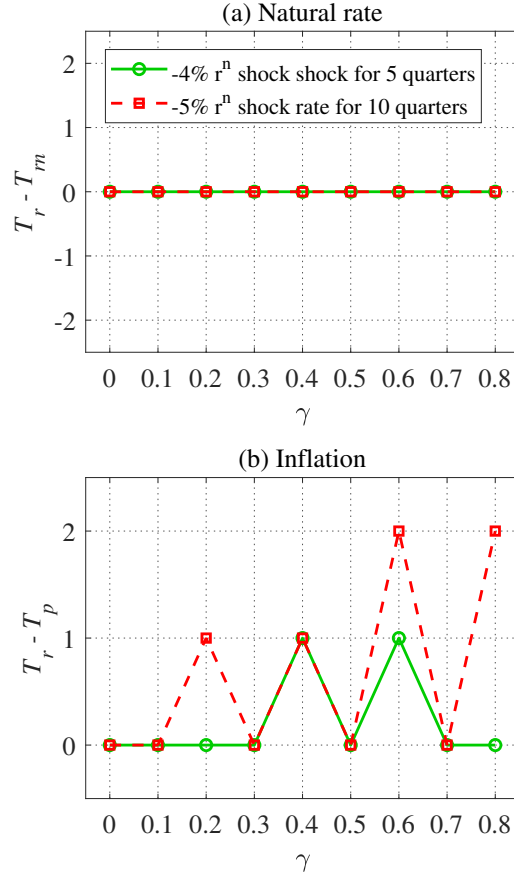 (a) Natural rate
-4% r^n shock shock for 5 quarters
-5% r^n shock rate for 10 quarters
T_r - T_rn
2
1
0
-1
-2
0 0.1 0.2 0.3 0.4 0.5 0.6 0.7 0.8
γ
(b) Inflation
T_r - T_p
2
1
0
0 0.1 0.2 0.3 0.4 0.5 0.6 0.7 0.8
γ